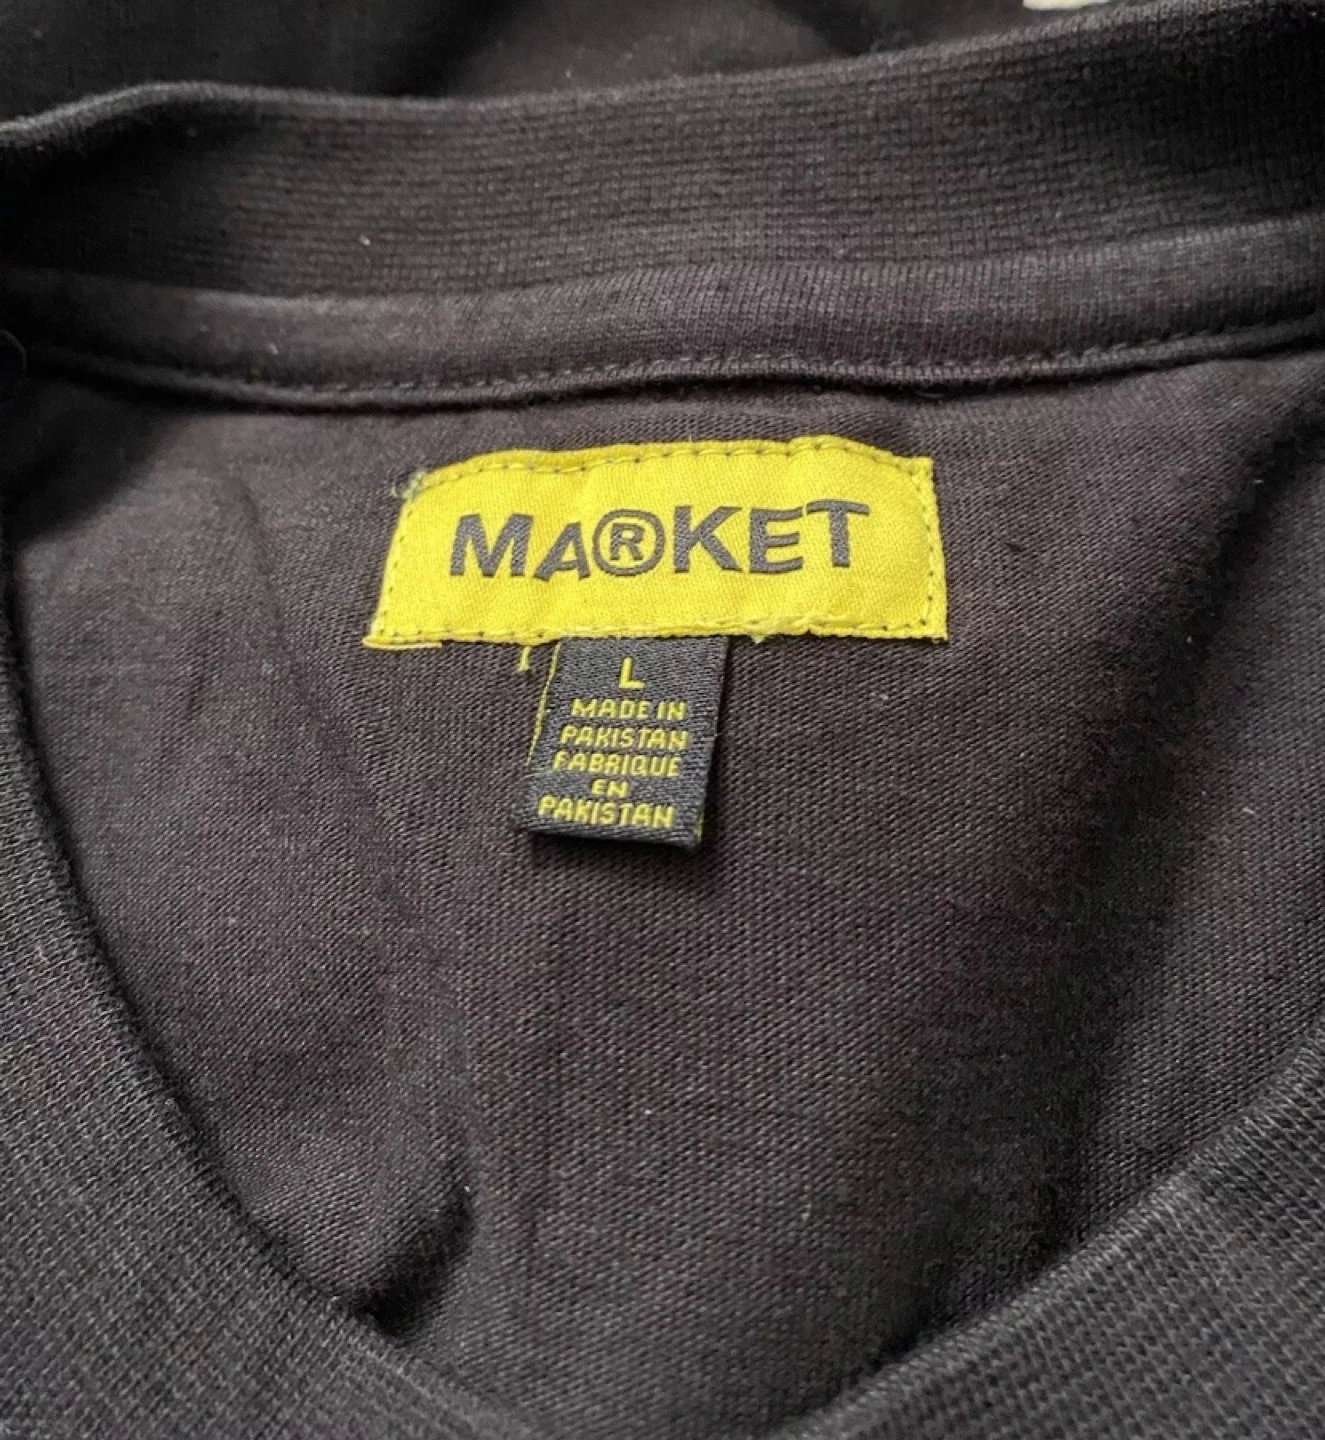 MA®KET
L
MADE IN
PAKISTAN
FABRIQUE
EN
PAKISTAN